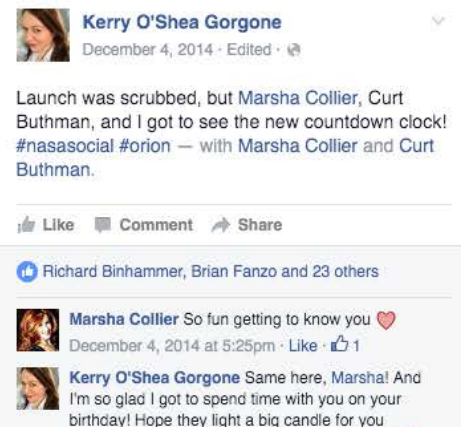 Kerry O'Shea Gorgone
December 4, 2014 · Edited ·
Launch was scrubbed, but Marsha Collier, Curt
Buthman, and I got to see the new countdown clock!
#nasasocial #orion — with Marsha Collier and Curt
Buthman.
Like Comment Share
Richard Binhammer, Brian Fanzo and 23 others
Marsha Collier So fun getting to know you
December 4, 2014 at 5:25pm · Like · 1
Kerry O'Shea Gorgone Same here, Marsha! And
I'm so glad I got to spend time with you on your
birthday! Hope they light a big candle for you